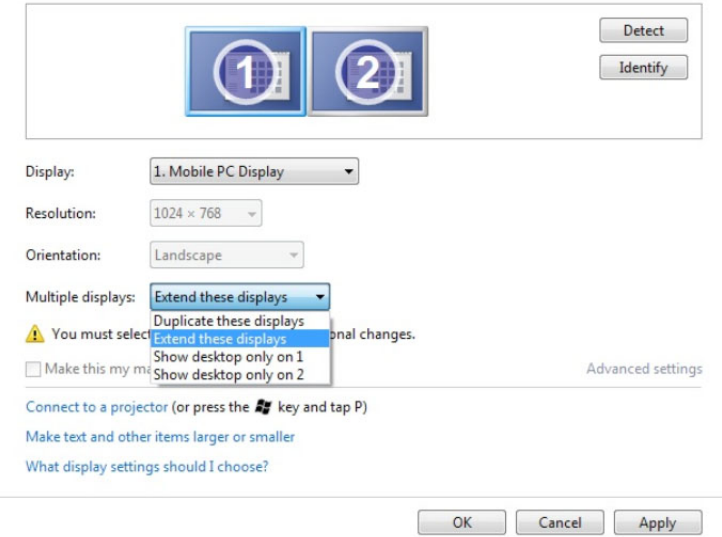 1
2
Detect
Identify
Display: 1. Mobile PC Display
Resolution: 1024 × 768
Orientation: Landscape
Multiple displays: Extend these displays
Duplicate these displays
Extend these displays
Show desktop only on 1
Show desktop only on 2
You must select onal changes.
Make this my ma
Advanced settings
Connect to a projector (or press the key and tap P)
Make text and other items larger or smaller
What display settings should I choose?
OK Cancel Apply